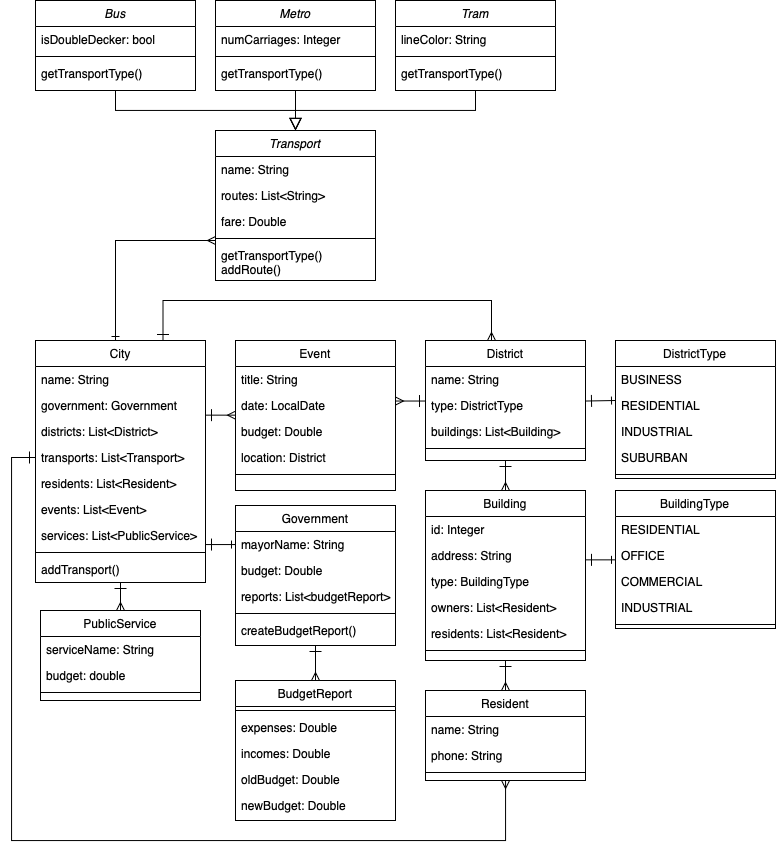 Bus
isDoubleDecker: bool
getTransportType()
Metro
numCarriages: Integer
getTransportType()
Tram
lineColor: String
getTransportType()
Transport
name: String
routes: List<String>
fare: Double
getTransportType()
addRoute()
City
name: String
government: Government
districts: List<District>
transports: List<Transport>
residents: List<Resident>
events: List<Event>
services: List<PublicService>
addTransport()
Event
title: String
date: LocalDate
budget: Double
location: District
District
name: String
type: DistrictType
buildings: List<Building>
DistrictType
BUSINESS
RESIDENTIAL
INDUSTRIAL
SUBURBAN
Government
mayorName: String
budget: Double
reports: List<budgetReport>
createBudgetReport()
Building
id: Integer
address: String
type: BuildingType
owners: List<Resident>
residents: List<Resident>
BuildingType
RESIDENTIAL
OFFICE
COMMERCIAL
INDUSTRIAL
PublicService
serviceName: String
budget: double
BudgetReport
expenses: Double
incomes: Double
oldBudget: Double
newBudget: Double
Resident
name: String
phone: String